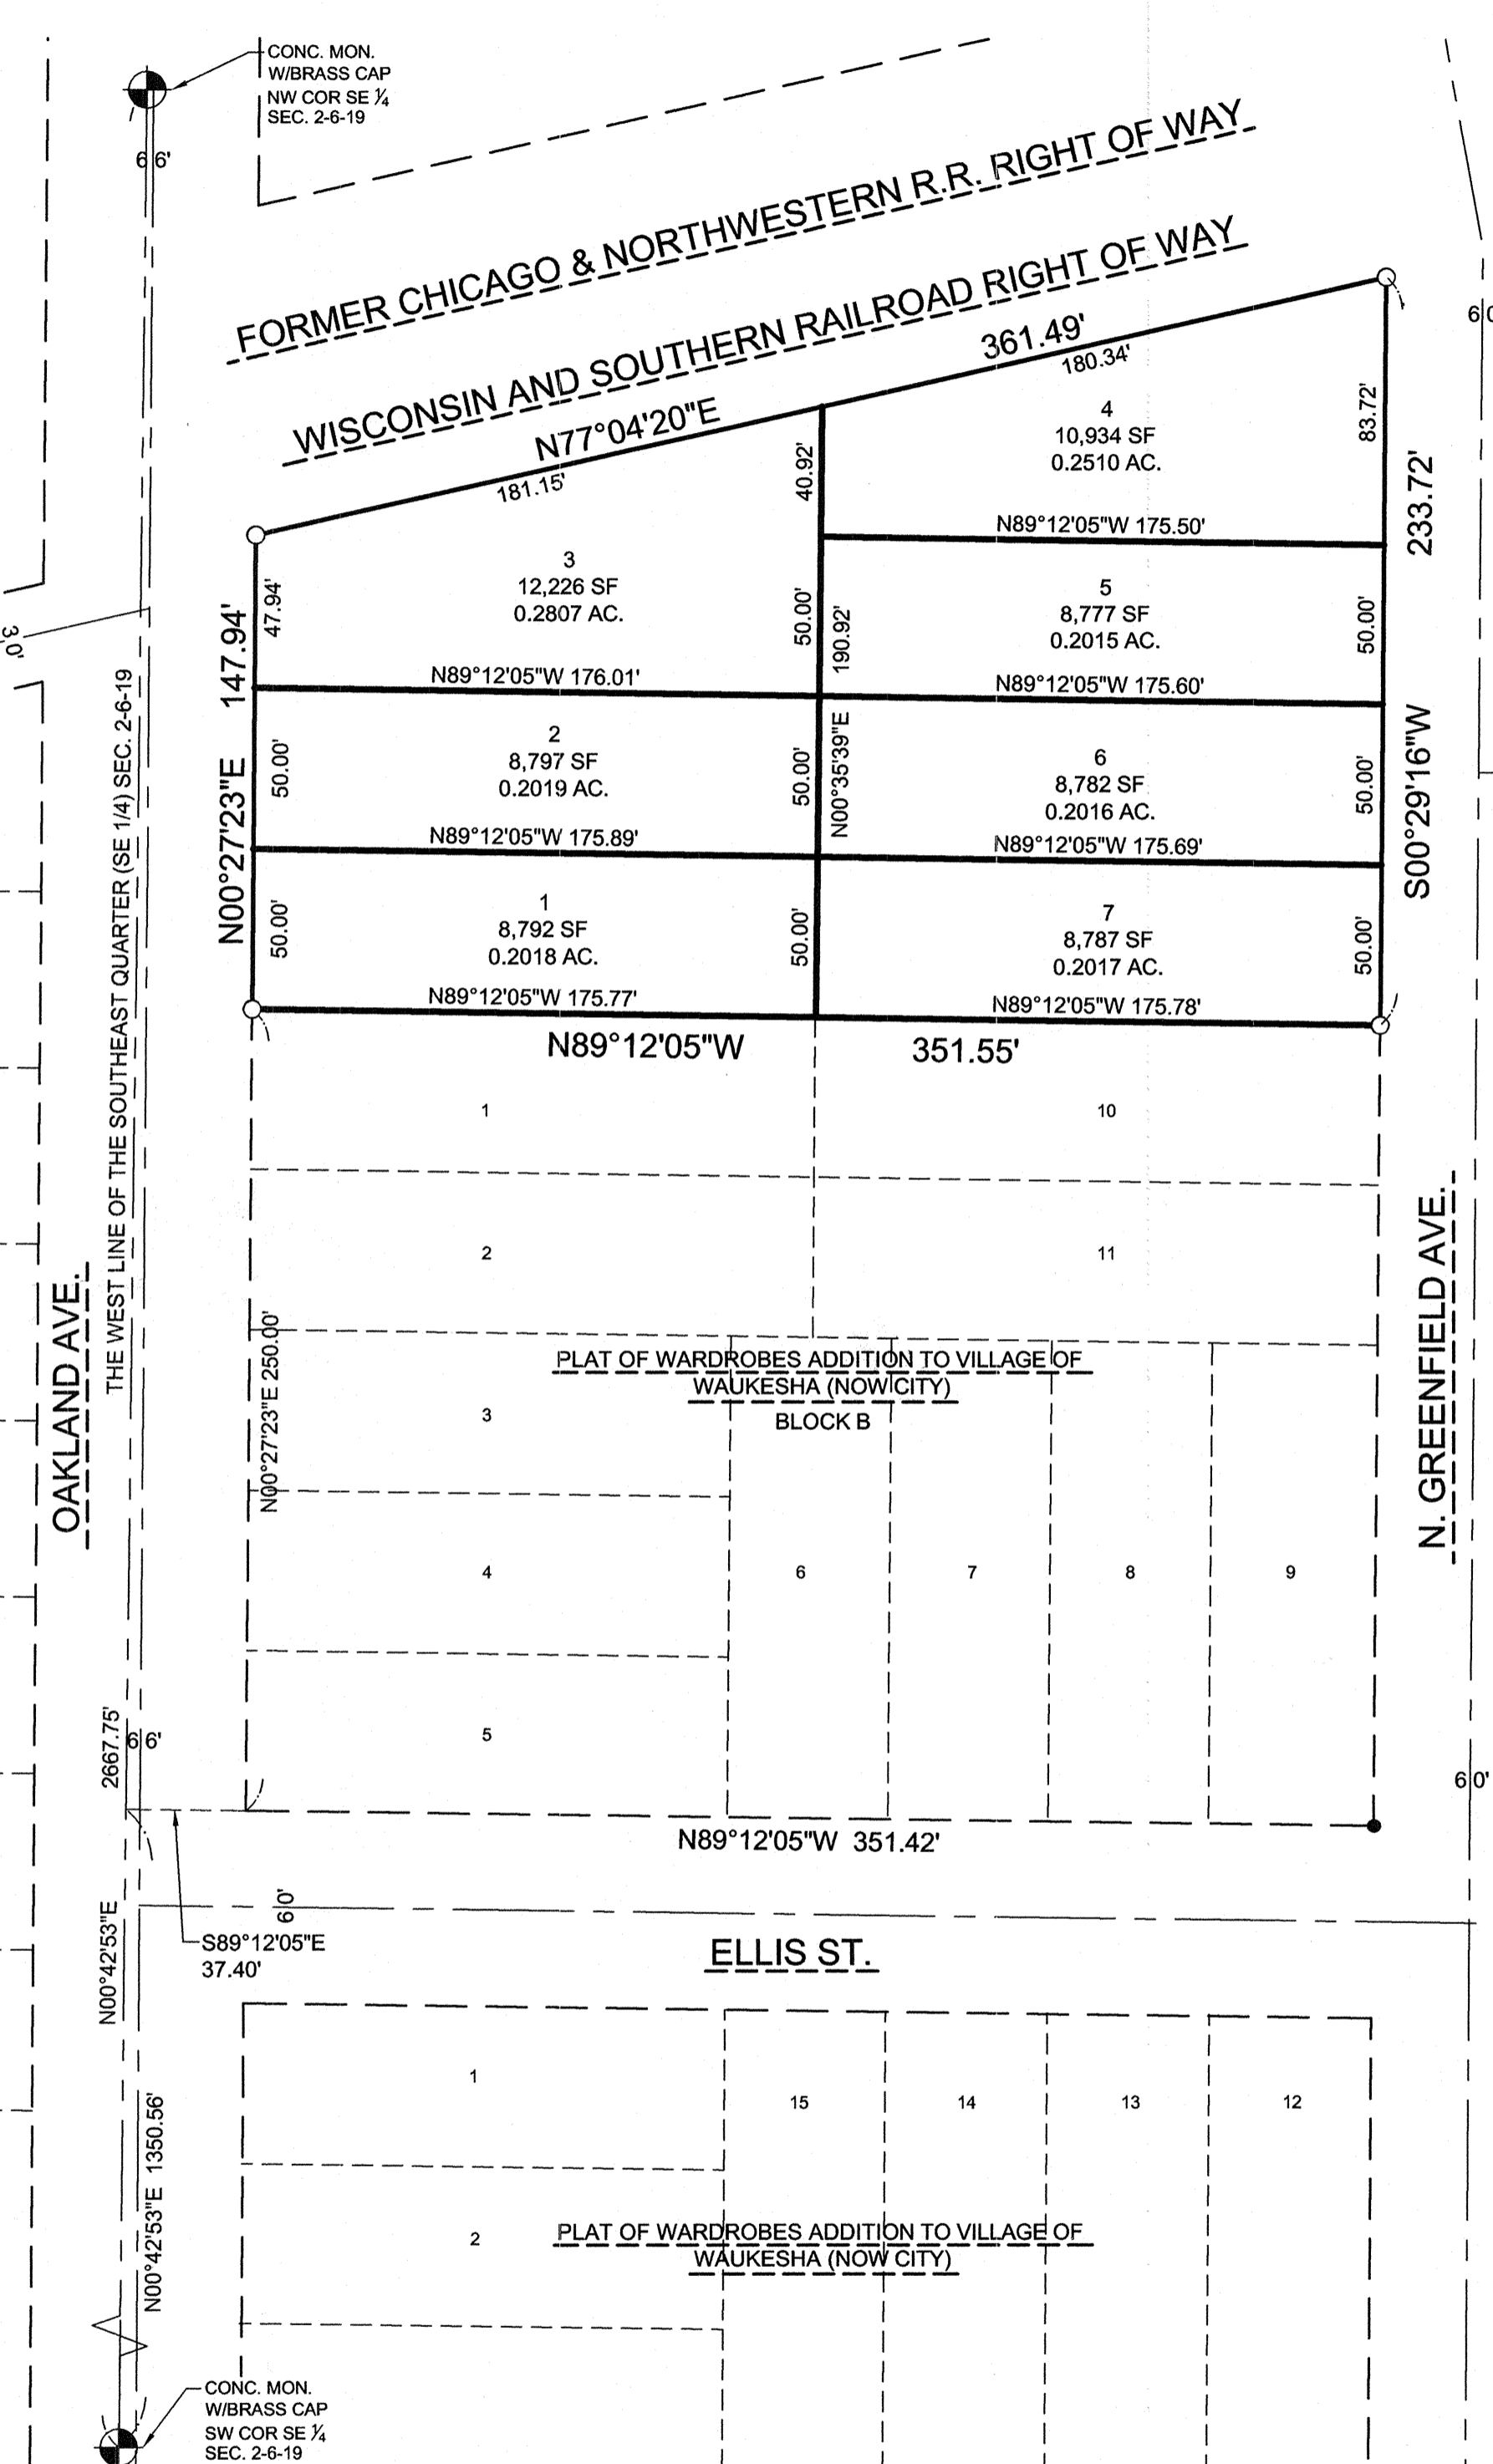 CONC. MON.
W/BRASS CAP
NW COR SE ¼
SEC. 2-6-19
66'
FORMER CHICAGO & NORTHWESTERN R.R. RIGHT OF WAY
WISCONSIN AND SOUTHERN RAILROAD RIGHT OF WAY
N77°04'20"E
361.49'
181.15'
180.34'
60
30'
4
10,934 SF
0.2510 AC.
83.72'
40.92'
N89°12'05"W 175.50'
3
12,226 SF
0.2807 AC.
47.94'
50.00'
190.92'
N89°12'05"W 176.01'
5
8,777 SF
0.2015 AC.
50.00'
N89°12'05"W 175.60'
2
8,797 SF
0.2019 AC.
50.00'
50.00'
N00°35'39"E
N89°12'05"W 175.89'
6
8,782 SF
0.2016 AC.
50.00'
N89°12'05"W 175.69'
1
8,792 SF
0.2018 AC.
50.00'
50.00'
N89°12'05"W 175.77'
7
8,787 SF
0.2017 AC.
50.00'
N89°12'05"W 175.78'
N00°27'23"E 147.94'
233.72'
S00°29'16"W
N89°12'05"W 351.55'
THE WEST LINE OF THE SOUTHEAST QUARTER (SE 1/4) SEC. 2-6-19
OAKLAND AVE.
N. GREENFIELD AVE.
1
10
2
11
N00°27'23"E 250.00'
PLAT OF WARDROBES ADDITION TO VILLAGE OF
WAUKESHA (NOW CITY)
BLOCK B
3
4
6
7
8
9
5
2667.75'
66'
60'
N89°12'05"W 351.42'
N00°42'53"E
60'
S89°12'05"E
37.40'
ELLIS ST.
1
15
14
13
12
N00°42'53"E 1350.56'
2
PLAT OF WARDROBES ADDITION TO VILLAGE OF
WAUKESHA (NOW CITY)
CONC. MON.
W/BRASS CAP
SW COR SE ¼
SEC. 2-6-19